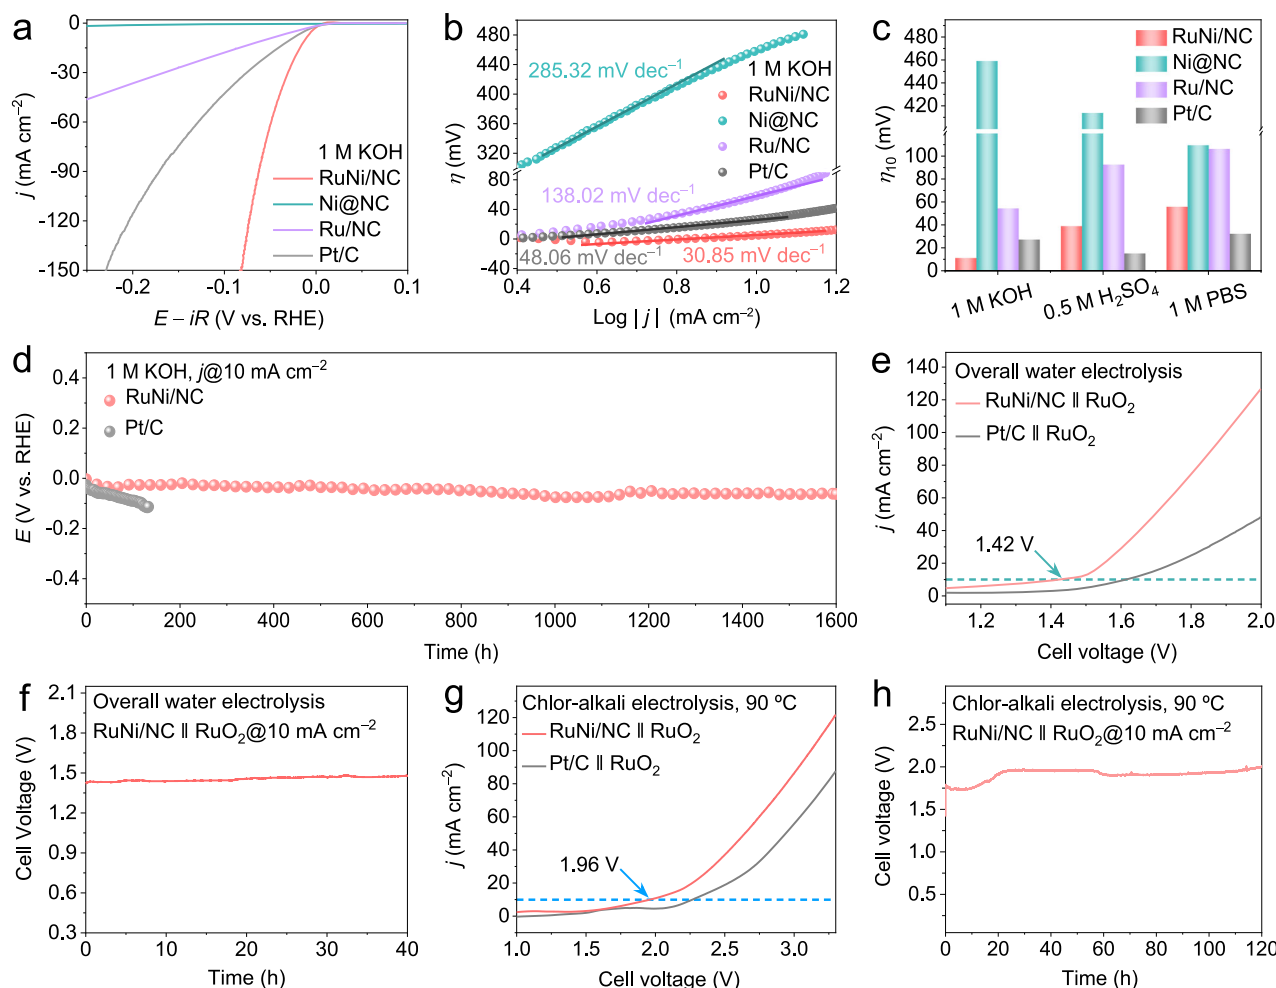 a
0
-30
-60
-90
-120
-150
j (mA cm⁻²)
1 M KOH
RuNi/NC
Ni@NC
Ru/NC
Pt/C
-0.2
-0.1
0.0
0.1
E − iR (V vs. RHE)
b
480
440
400
360
320
80
40
0
-40
η (mV)
285.32 mV dec⁻¹
1 M KOH
RuNi/NC
Ni@NC
Ru/NC
Pt/C
138.02 mV dec⁻¹
48.06 mV dec⁻¹
30.85 mV dec⁻¹
0.4
0.6
0.8
1.0
1.2
Log | j | (mA cm⁻²)
c
480
460
440
420
100
80
60
40
20
0
η₁₀ (mV)
RuNi/NC
Ni@NC
Ru/NC
Pt/C
1 M KOH
0.5 M H₂SO₄
1 M PBS
d
0.4
0.2
0.0
-0.2
-0.4
E (V vs. RHE)
1 M KOH, j@10 mA cm⁻²
RuNi/NC
Pt/C
0
200
400
600
800
1000
1200
1400
1600
Time (h)
e
140
120
100
80
60
40
20
0
j (mA cm⁻²)
Overall water electrolysis
RuNi/NC ǁ RuO₂
Pt/C ǁ RuO₂
1.42 V
1.2
1.4
1.6
1.8
2.0
Cell voltage (V)
f
2.1
1.8
1.5
1.2
0.9
0.6
0.3
Cell Voltage (V)
Overall water electrolysis
RuNi/NC ǁ RuO₂@10 mA cm⁻²
0
10
20
30
40
Time (h)
g
120
100
80
60
40
20
0
j (mA cm⁻²)
Chlor-alkali electrolysis, 90 ºC
RuNi/NC ǁ RuO₂
Pt/C ǁ RuO₂
1.96 V
1.0
1.5
2.0
2.5
3.0
Cell voltage (V)
h
2.5
2.0
1.5
1.0
0.5
0.0
Cell voltage (V)
Chlor-alkali electrolysis, 90 ºC
RuNi/NC ǁ RuO₂@10 mA cm⁻²
0
20
40
60
80
100
120
Time (h)